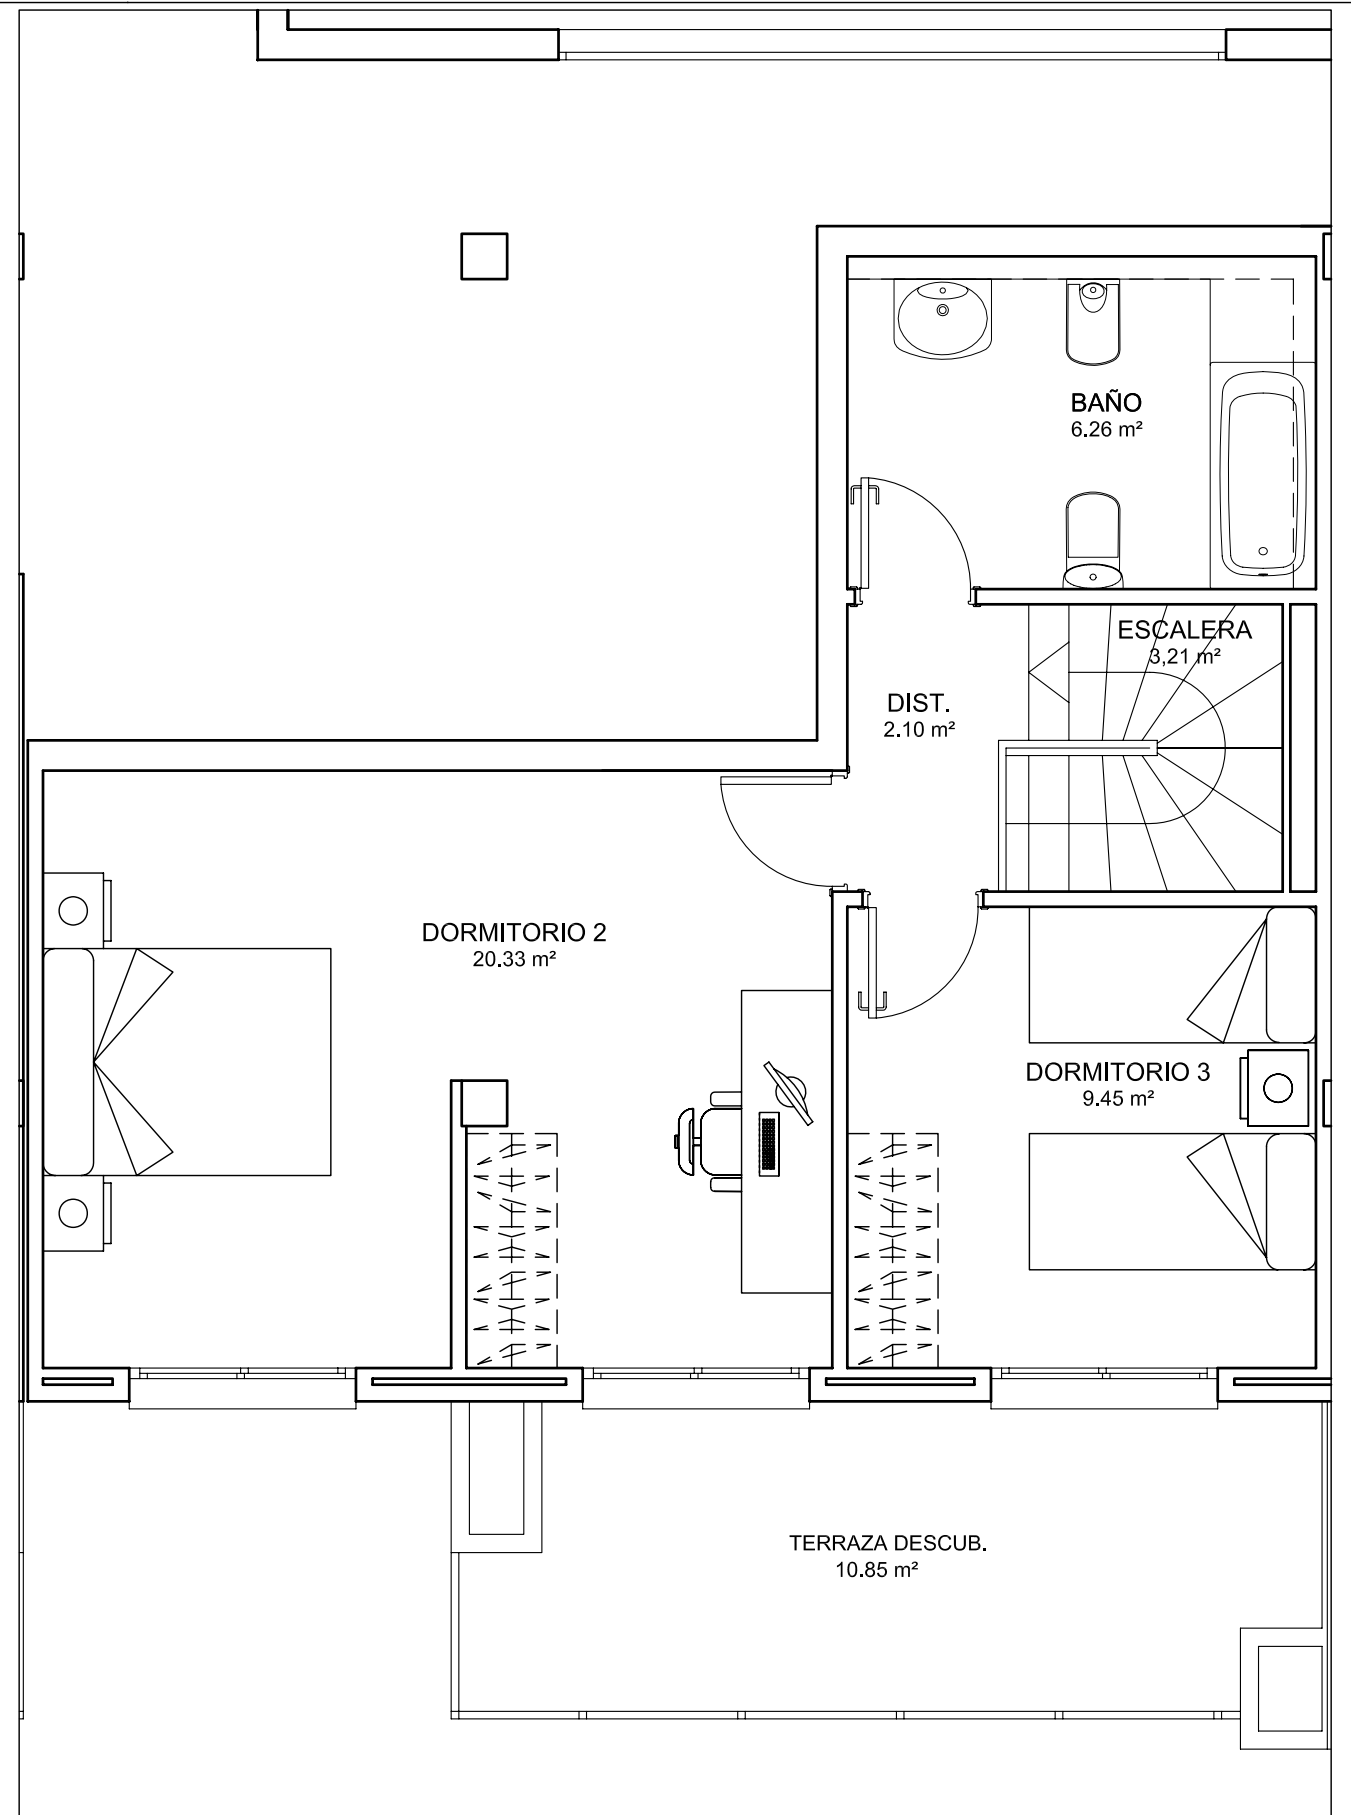 BAÑO
6.26 m²
ESCALERA
3,21 m²
DIST.
2.10 m²
DORMITORIO 2
20.33 m²
DORMITORIO 3
9.45 m²
TERRAZA DESCUB.
10.85 m²